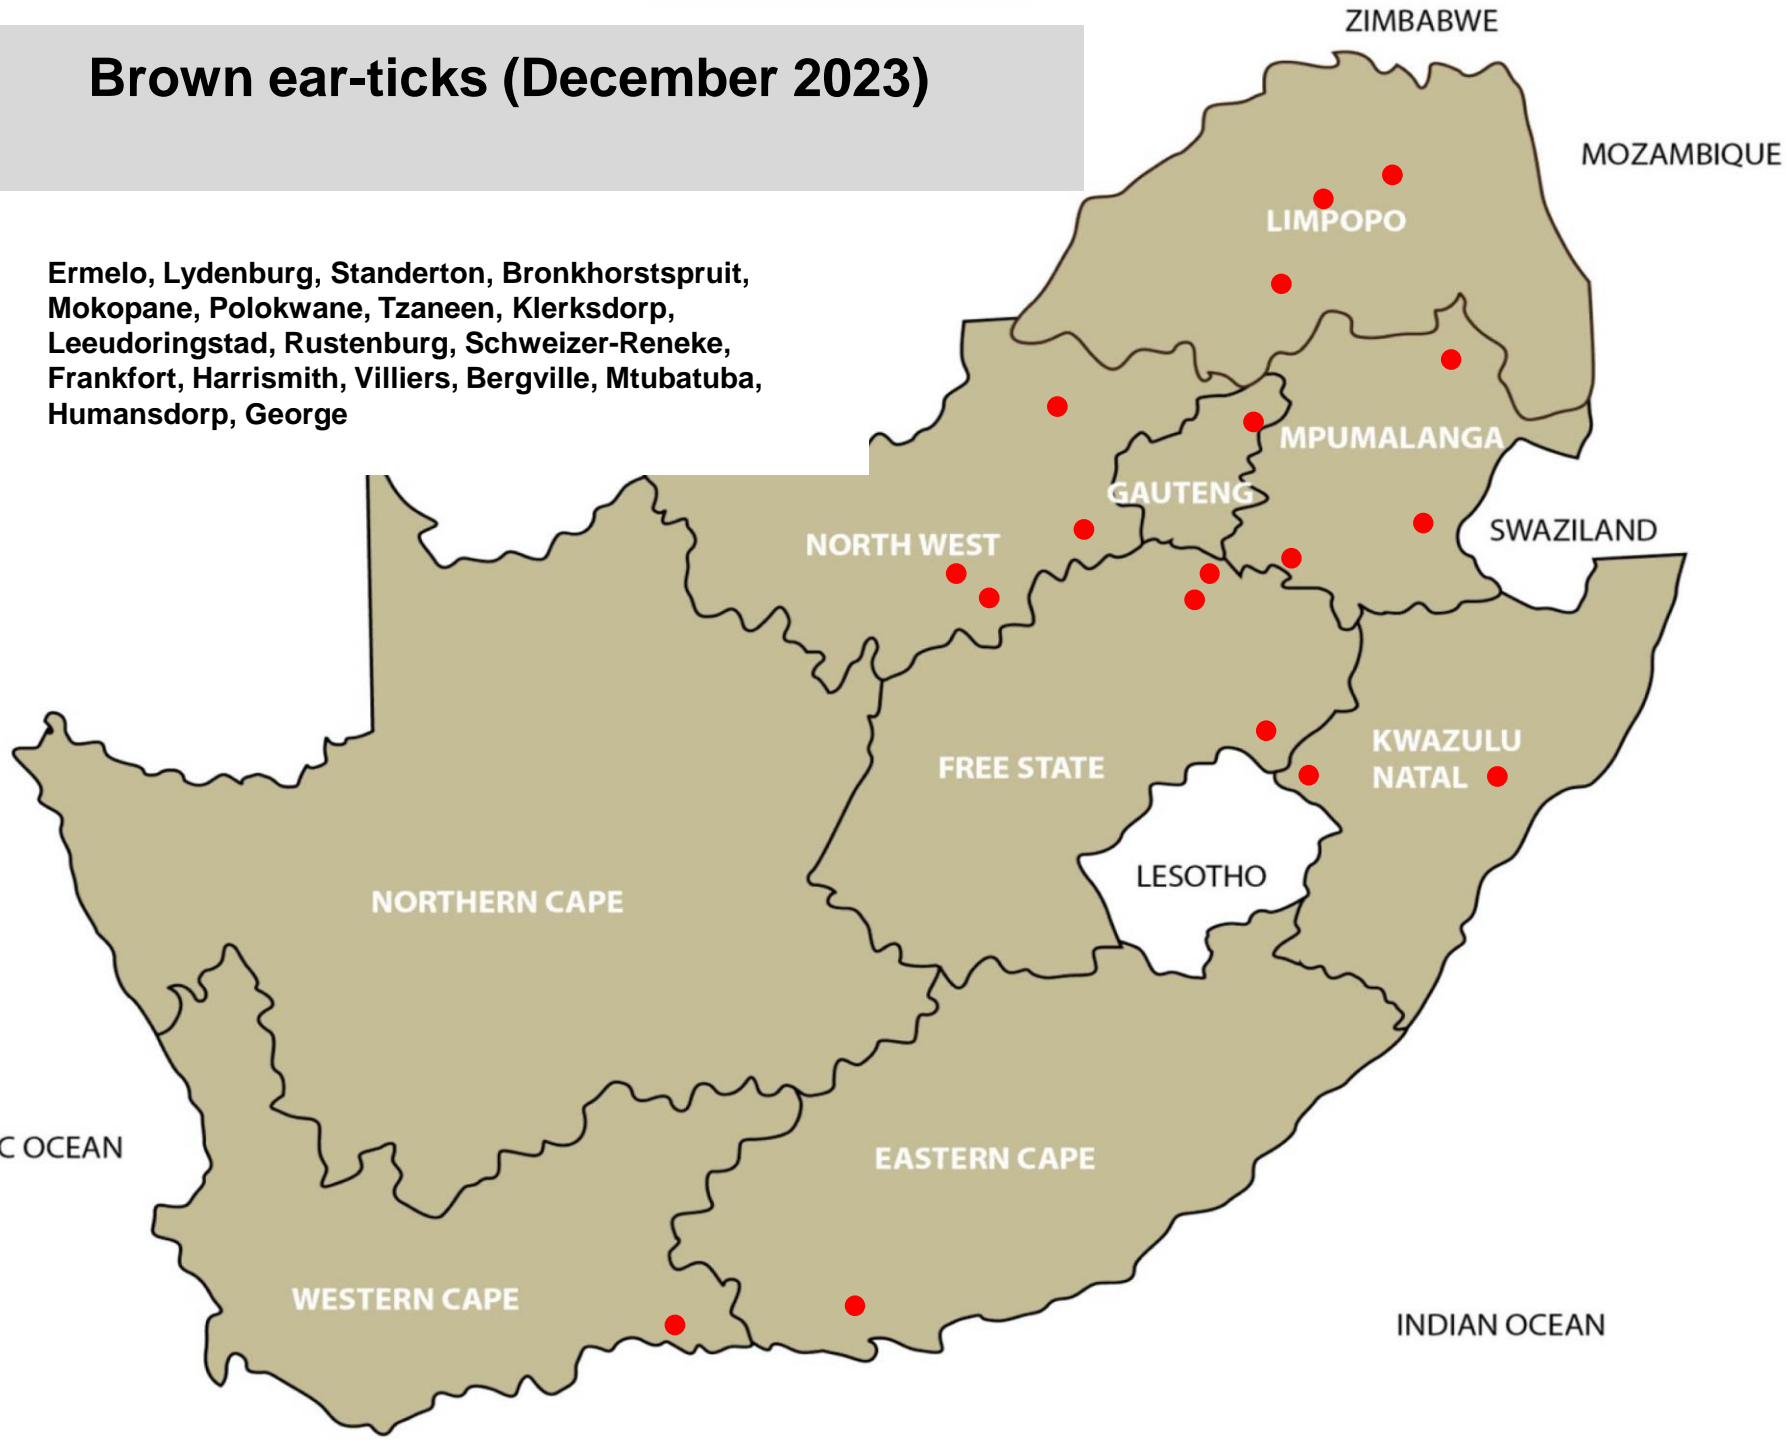 ZIMBABWE
Brown ear-ticks (December 2023)
MOZAMBIQUE
LIMPOPO
Ermelo, Lydenburg, Standerton, Bronkhorstspruit,
Mokopane, Polokwane, Tzaneen, Klerksdorp,
Leeudoringstad, Rustenburg, Schweizer-Reneke,
Frankfort, Harrismith, Villiers, Bergville, Mtubatuba,
Humansdorp, George
MPUMALANGA
GAUTENG
SWAZILAND
NORTH WEST
KWAZULU
NATAL
FREE STATE
LESOTHO
NORTHERN CAPE
C OCEAN
EASTERN CAPE
WESTERN CAPE
INDIAN OCEAN